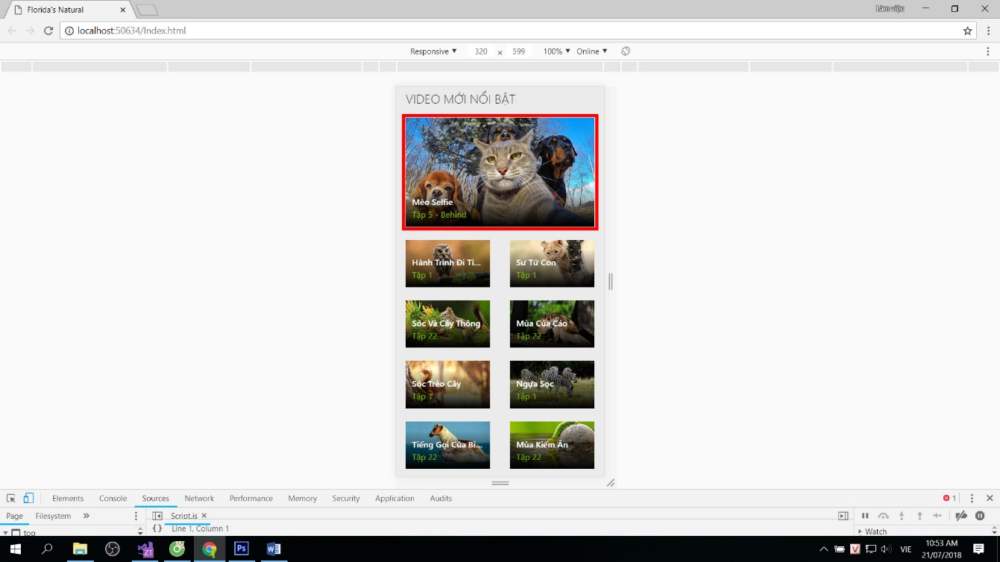 Florida's Natural
Làm việc
localhost:50634/Index.html
Responsive 320 × 599 100% Online
VIDEO MỚI NỔI BẬT
Mèo Selfie
Tập 5 - Behind
Hành Trình Đi Tì...
Tập 1
Sư Tử Con
Tập 1
Sóc Và Cây Thông
Tập 22
Mùa Của Cáo
Tập 22
Sóc Trèo Cây
Tập 1
Ngựa Sọc
Tập 1
Tiếng Gọi Của Bi...
Tập 22
Mùa Kiếm Ăn
Tập 22
Elements Console Sources Network Performance Memory Security Application Audits 1
Page Filesystem » Script.js
top
{} Line 1, Column 1
Watch
ZT
Ps
W
V
VIE
10:53 AM
21/07/2018